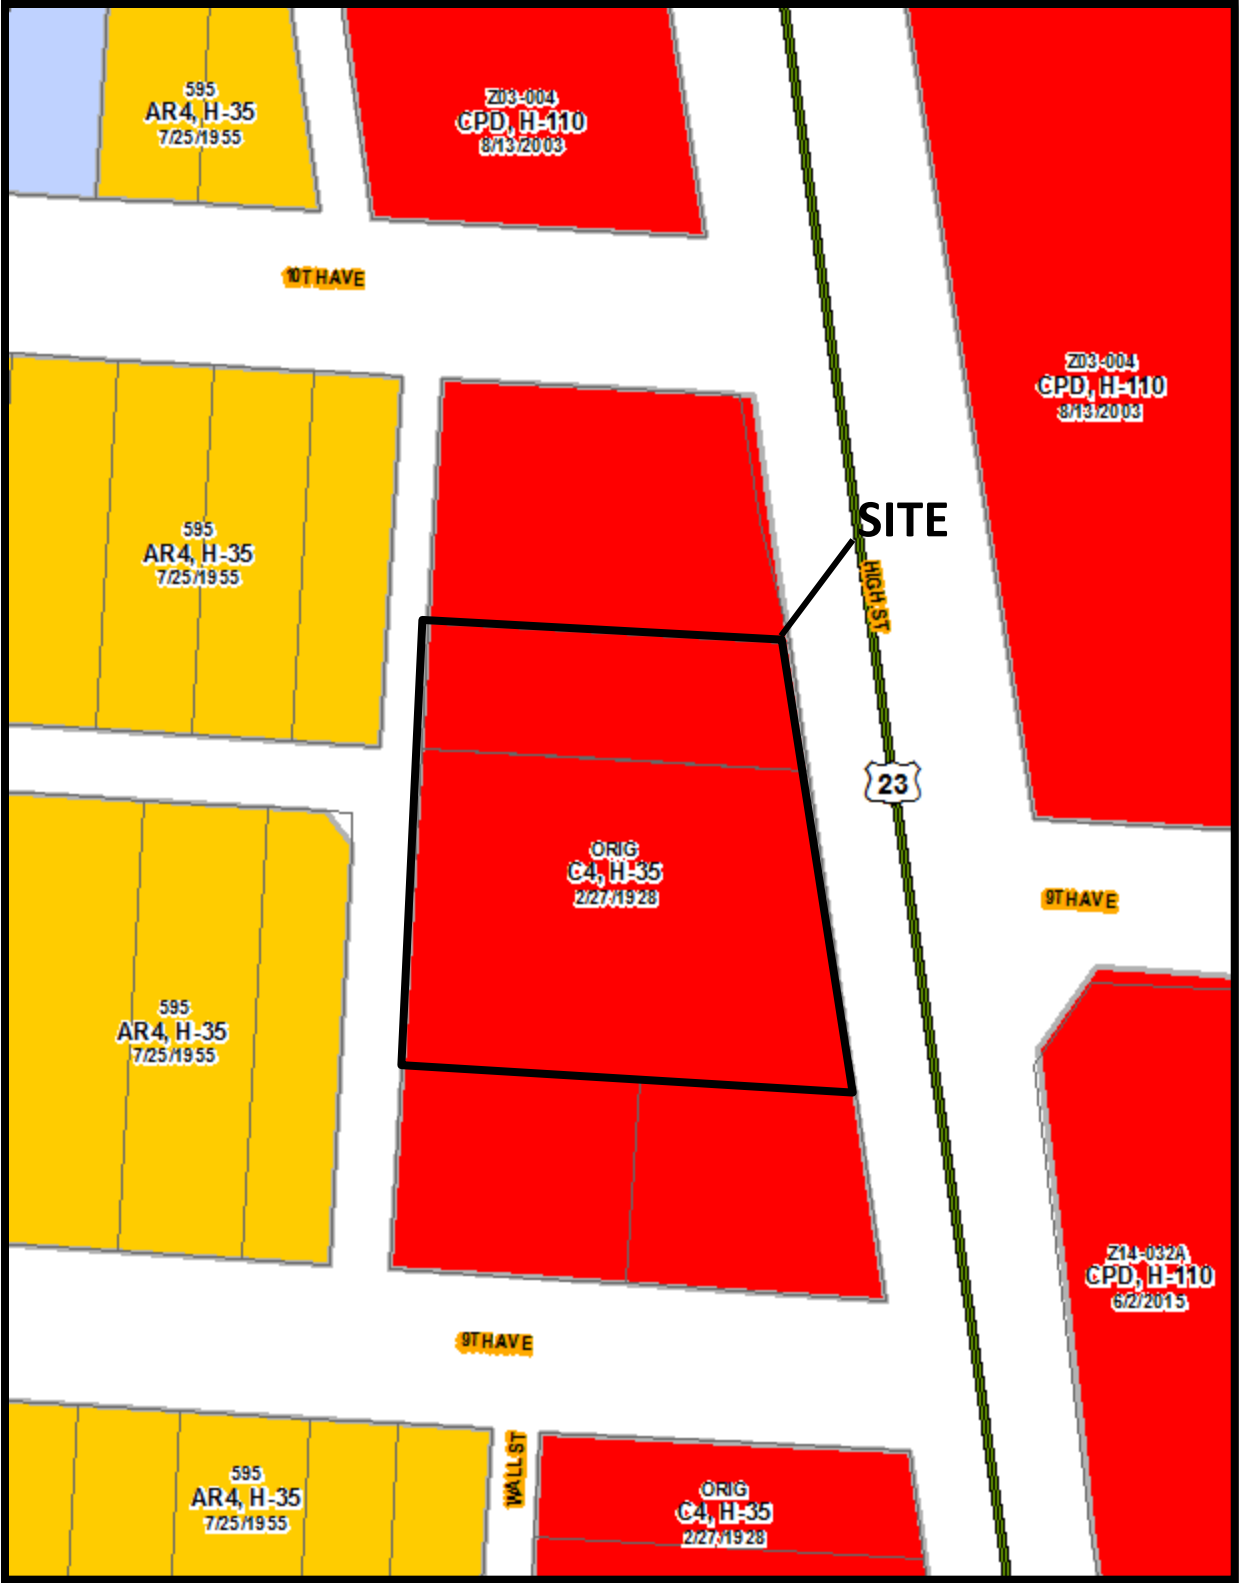 595
AR4, H-35
7/25/1955
Z03-004
CPD, H-110
8/13/2003
10TH AVE
Z03-004
CPD, H-110
8/13/2003
595
AR4, H-35
7/25/1955
SITE
HIGH ST
23
ORIG
C4, H-35
2/27/1928
9TH AVE
595
AR4, H-35
7/25/1955
Z14-032A
CPD, H-110
6/2/2015
9TH AVE
WALL ST
595
AR4, H-35
7/25/1955
ORIG
C4, H-35
2/27/1928